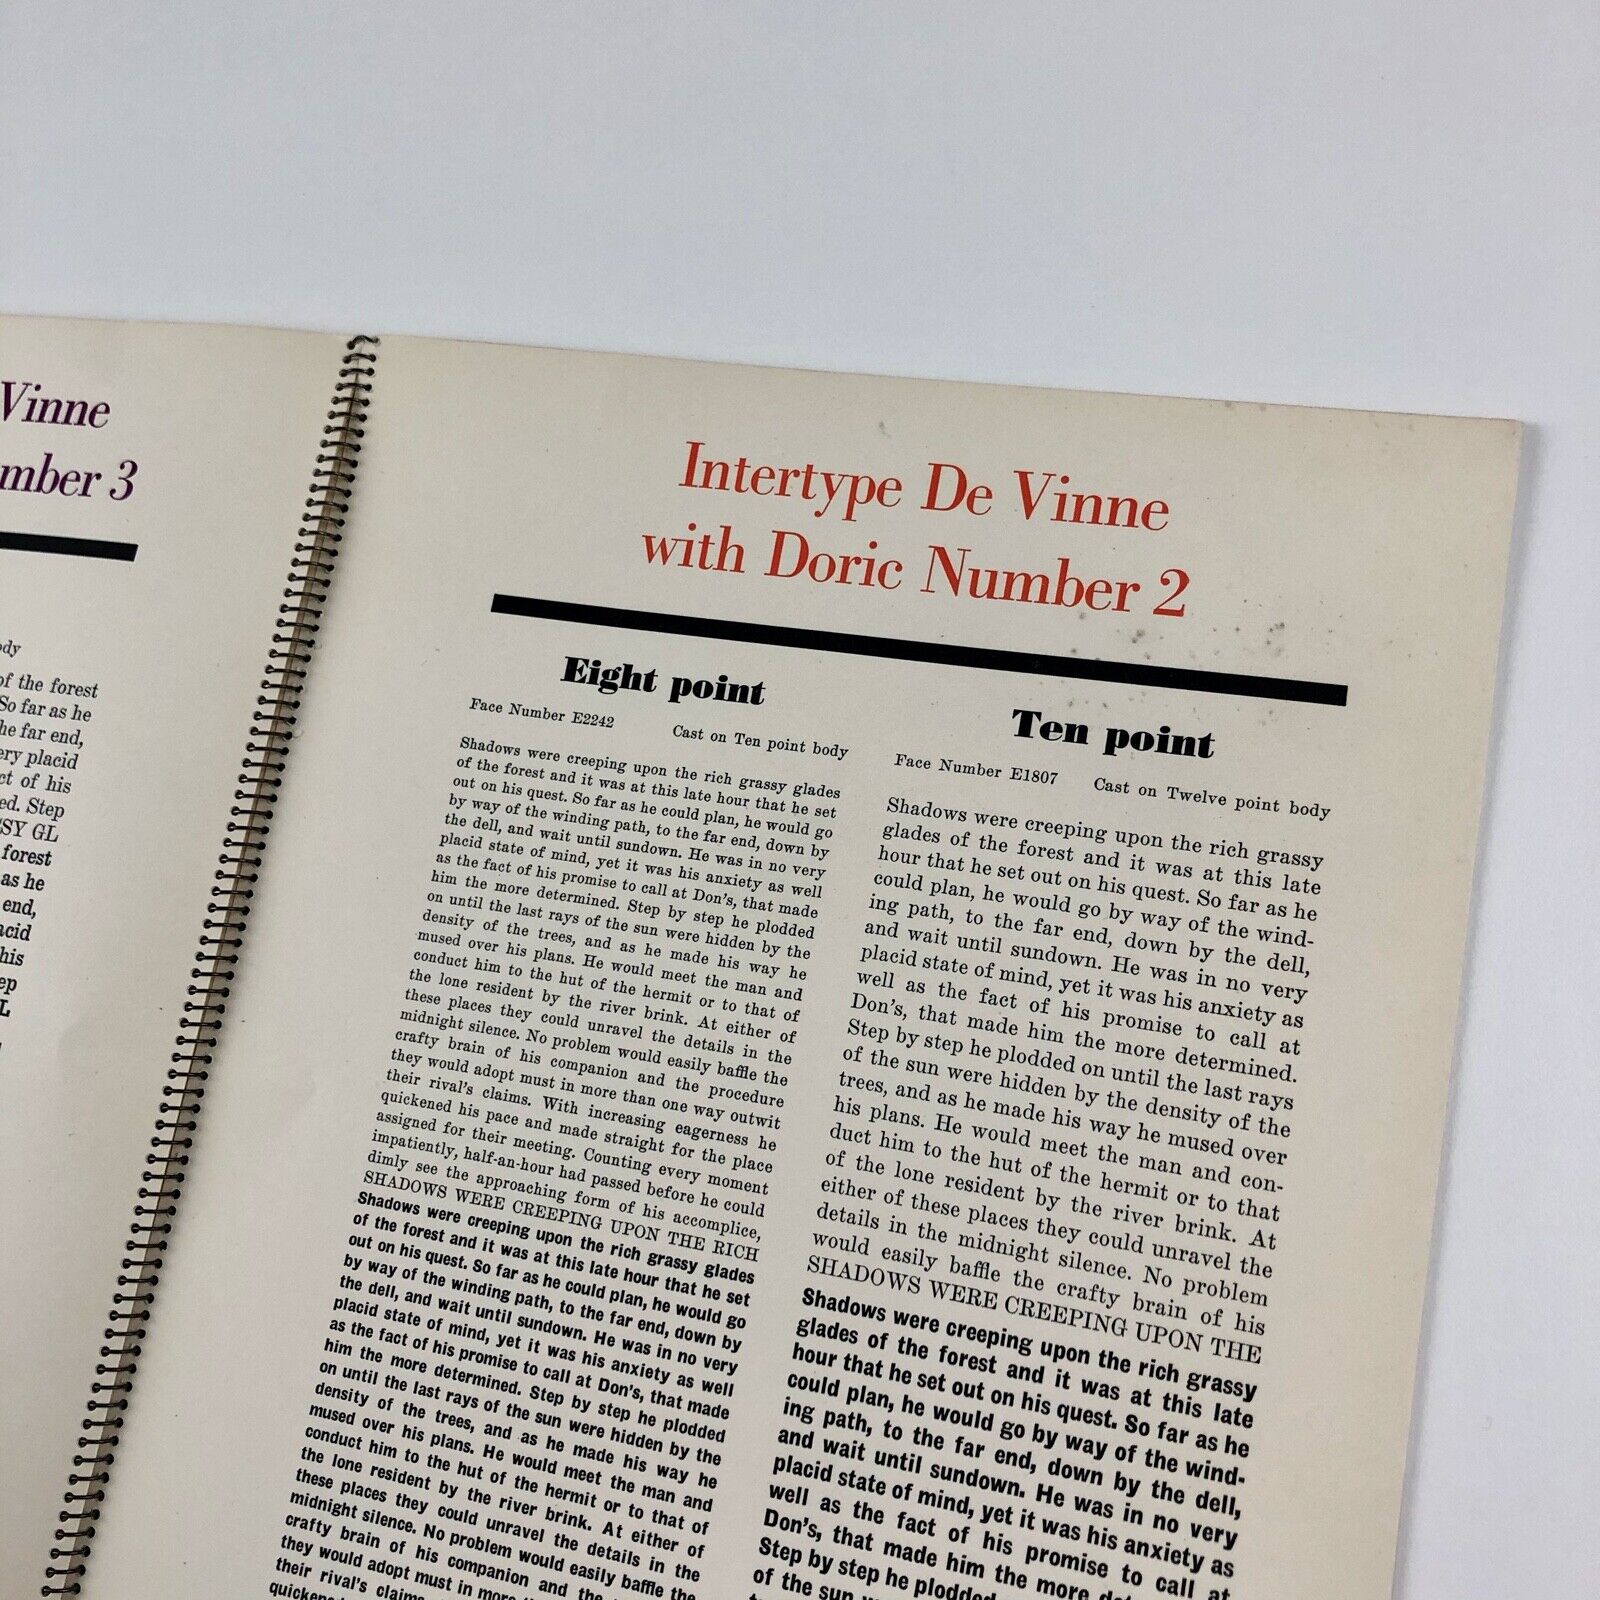 Vinne
mber 3
ody
of the forest
So far as he
he far end,
ery placid
ct of his
ed. Step
SSY GL
forest
as he
end,
acid
his
ep
L
Intertype De Vinne
with Doric Number 2
Eight point
Face Number E2242 Cast on Ten point body
Shadows were creeping upon the rich grassy glades
of the forest and it was at this late hour that he set
out on his quest. So far as he could plan, he would go
by way of the winding path, to the far end, down by
the dell, and wait until sundown. He was in no very
placid state of mind, yet it was his anxiety as well
as the fact of his promise to call at Don's, that made
him the more determined. Step by step he plodded
on until the last rays of the sun were hidden by the
density of the trees, and as he made his way he
mused over his plans. He would meet the man and
conduct him to the hut of the hermit or to that of
the lone resident by the river brink. At either of
these places they could unravel the details in the
midnight silence. No problem would easily baffle the
crafty brain of his companion and the procedure
they would adopt must in more than one way outwit
their rival's claims. With increasing eagerness he
quickened his pace and made straight for the place
assigned for their meeting. Counting every moment
impatiently, half-an-hour had passed before he could
dimly see the approaching form of his accomplice,
SHADOWS WERE CREEPING UPON THE RICH
Shadows were creeping upon the rich grassy glades
of the forest and it was at this late hour that he set
out on his quest. So far as he could plan, he would go
by way of the winding path, to the far end, down by
the dell, and wait until sundown. He was in no very
placid state of mind, yet it was his anxiety as well
as the fact of his promise to call at Don's, that made
him the more determined. Step by step he plodded
on until the last rays of the sun were hidden by the
density of the trees, and as he made his way he
mused over his plans. He would meet the man and
conduct him to the hut of the hermit or to that of
the lone resident by the river brink. At either of
these places they could unravel the details in the
midnight silence. No problem would easily baffle the
crafty brain of his companion and the
they would adopt must in more
their rival's claims
quickened
Ten point
Face Number E1807 Cast on Twelve point body
Shadows were creeping upon the rich grassy
glades of the forest and it was at this late
hour that he set out on his quest. So far as he
could plan, he would go by way of the wind-
ing path, to the far end, down by the dell,
and wait until sundown. He was in no very
placid state of mind, yet it was his anxiety as
well as the fact of his promise to call at
Don's, that made him the more determined.
Step by step he plodded on until the last rays
of the sun were hidden by the density of the
trees, and as he made his way he mused over
his plans. He would meet the man and con-
duct him to the hut of the hermit or to that
of the lone resident by the river brink. At
either of these places they could unravel the
details in the midnight silence. No problem
would easily baffle the crafty brain of his
SHADOWS WERE CREEPING UPON THE
Shadows were creeping upon the rich grassy
glades of the forest and it was at this late
hour that he set out on his quest. So far as he
could plan, he would go by way of the wind-
ing path, to the far end, down by the dell,
and wait until sundown. He was in no very
placid state of mind, yet it was his anxiety as
well as the fact of his promise to call at
Don's, that made him the more
Step by step he plodded
of the sun